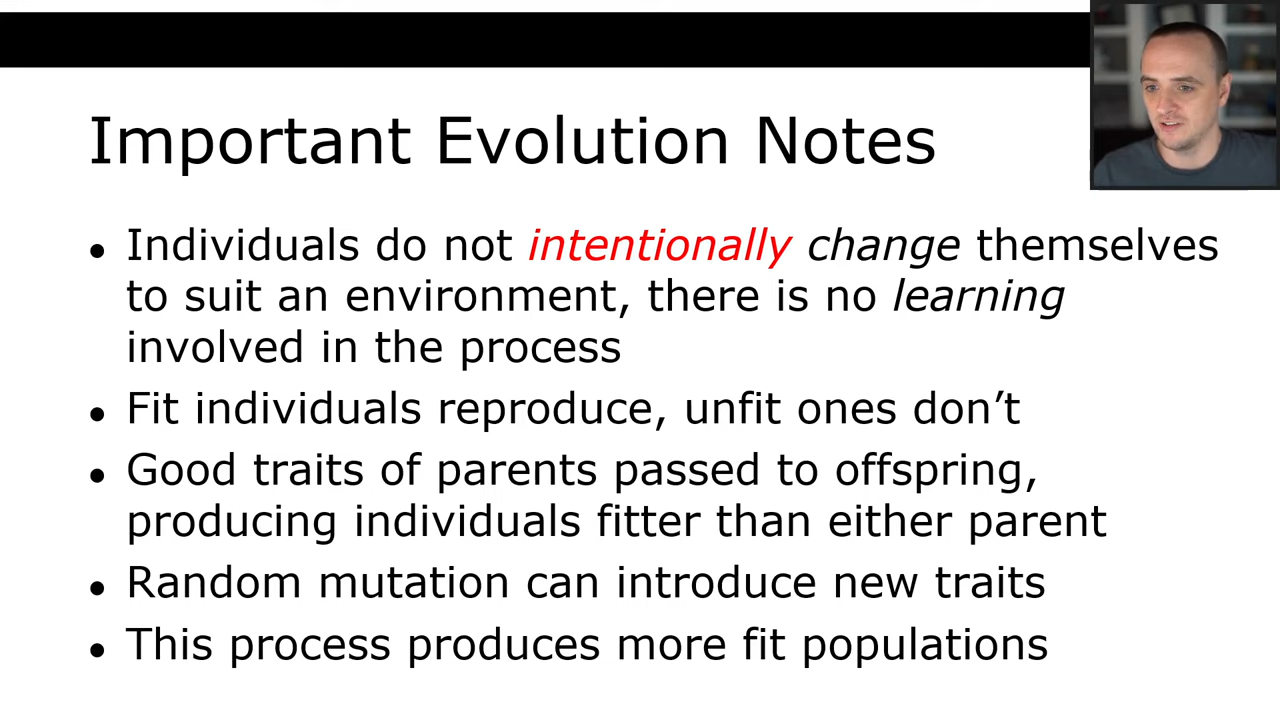 Important Evolution Notes
• Individuals do not intentionally change themselves
to suit an environment, there is no learning
involved in the process
• Fit individuals reproduce, unfit ones don’t
• Good traits of parents passed to offspring,
producing individuals fitter than either parent
• Random mutation can introduce new traits
• This process produces more fit populations